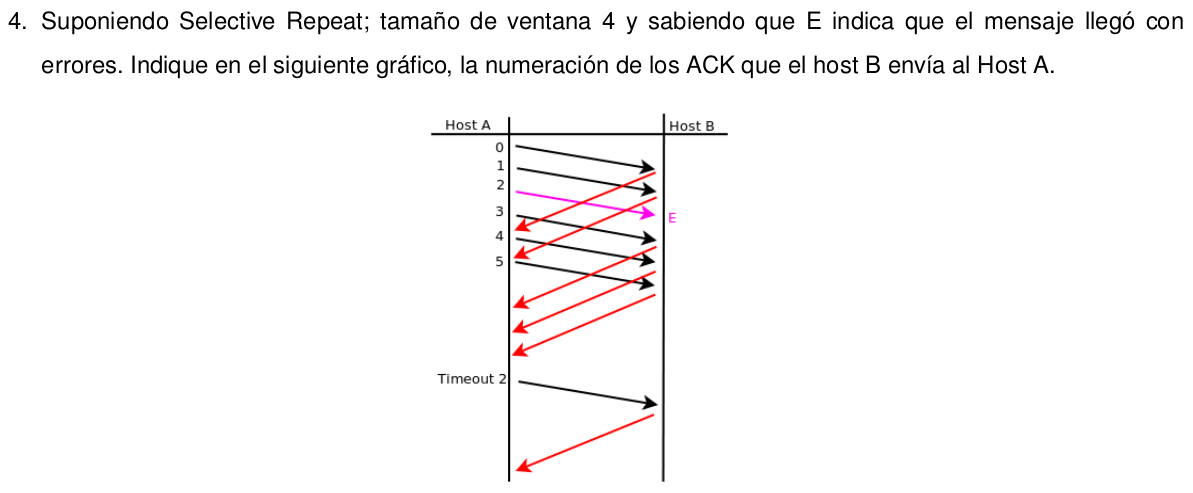 4. Suponiendo Selective Repeat; tamaño de ventana 4 y sabiendo que E indica que el mensaje llegó con
errores. Indique en el siguiente gráfico, la numeración de los ACK que el host B envía al Host A.
Host A
Host B
0
1
2
3
E
4
5
Timeout 2